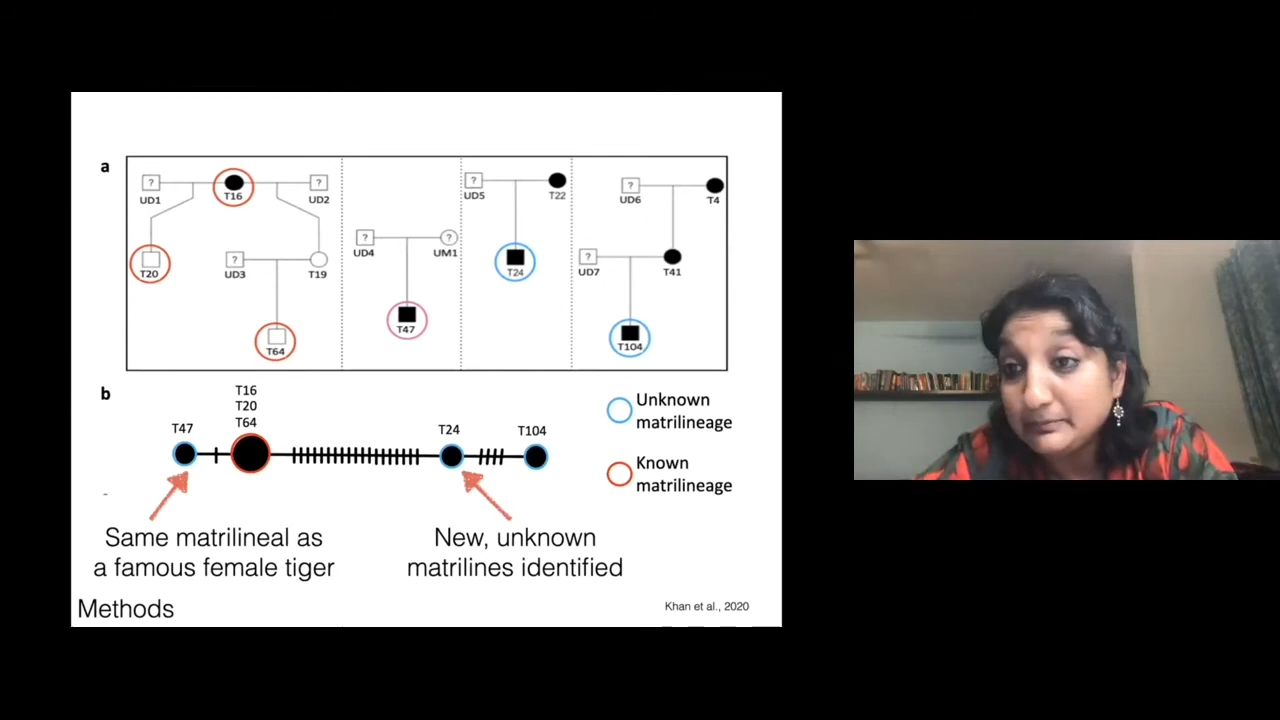 a
? T16 ?
UD1 UD2
? T22
UD5
? T4
UD6
T20
? T19
UD3
T64
? ?
UD4 UM1
T47
T24
? T41
UD7
T104
b
T16
T20
T64
T47
T24
T104
Unknown
matrilineage
Known
matrilineage
Same matrilineal as
a famous female tiger
New, unknown
matrilines identified
Methods
Khan et al., 2020